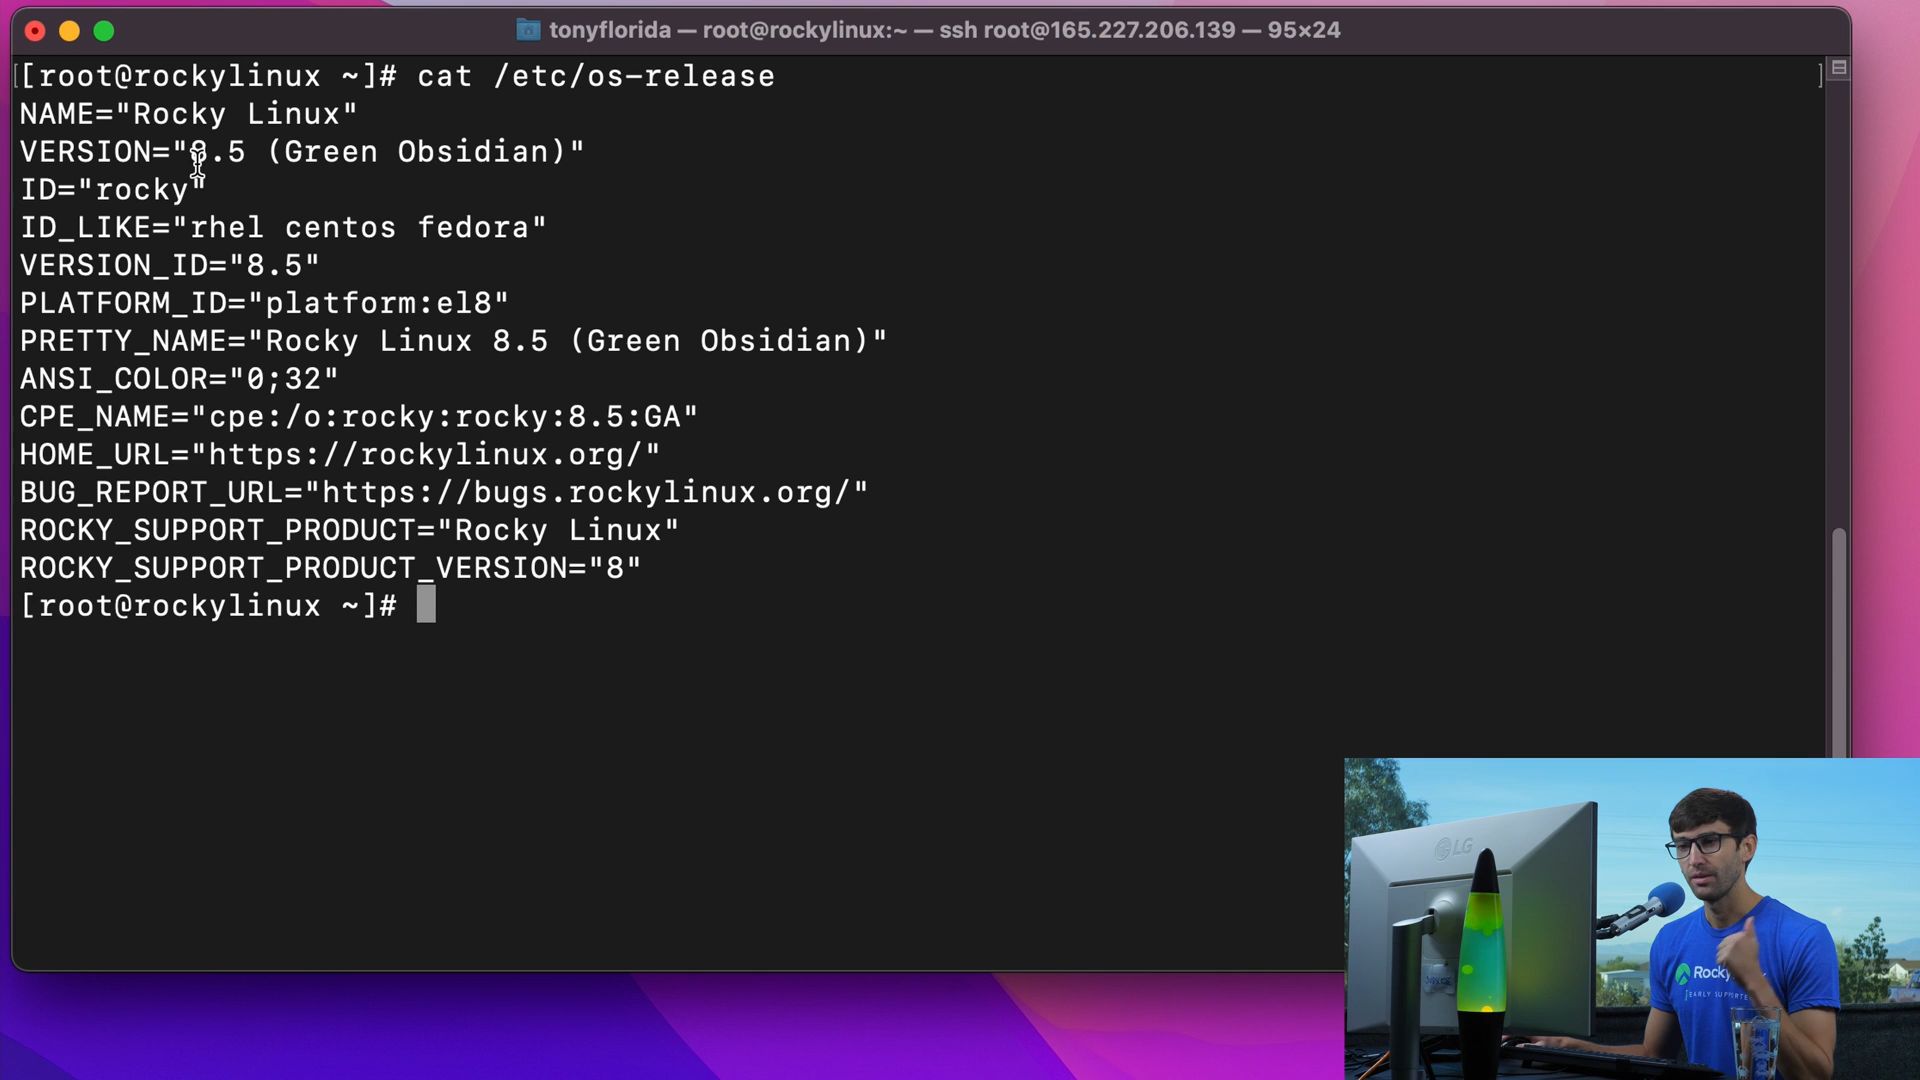 tonyflorida — root@rockylinux:~ — ssh root@165.227.206.139 — 95×24
[[root@rockylinux ~]# cat /etc/os-release ]
NAME="Rocky Linux"
VERSION="8.5 (Green Obsidian)"
ID="rocky"
ID_LIKE="rhel centos fedora"
VERSION_ID="8.5"
PLATFORM_ID="platform:el8"
PRETTY_NAME="Rocky Linux 8.5 (Green Obsidian)"
ANSI_COLOR="0;32"
CPE_NAME="cpe:/o:rocky:rocky:8.5:GA"
HOME_URL="https://rockylinux.org/"
BUG_REPORT_URL="https://bugs.rockylinux.org/"
ROCKY_SUPPORT_PRODUCT="Rocky Linux"
ROCKY_SUPPORT_PRODUCT_VERSION="8"
[root@rockylinux ~]#
LG
Rocky
EARLY SUPPORTE